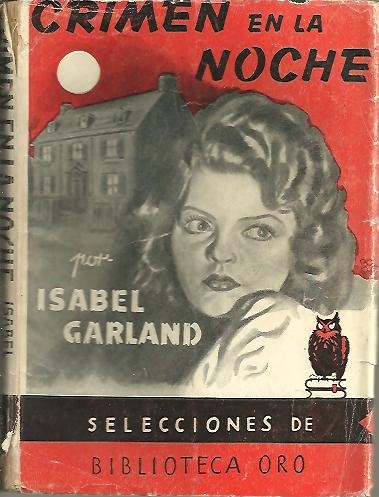 CRIMEN EN LA
NOCHE
por
ISABEL
GARLAND
SELECCIONES DE
BIBLIOTECA ORO
CRIMEN EN LA NOCHE ISABEL